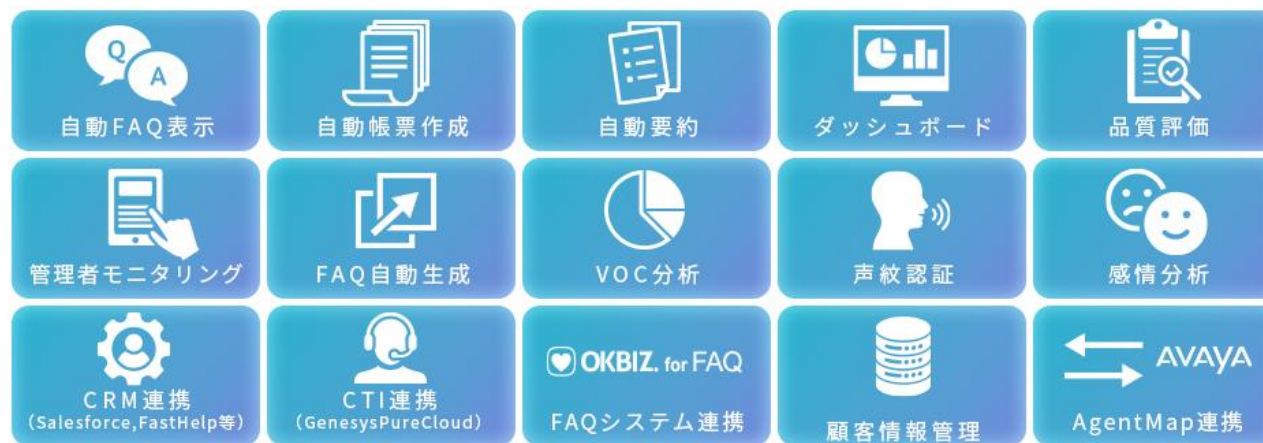 Q
A
自動FAQ表示
自動帳票作成
自動要約
ダッシュボード
品質評価
管理者モニタリング
FAQ自動生成
VOC分析
声紋認証
感情分析
CRM連携
(Salesforce,FastHelp等)
CTI連携
(GenesysPureCloud)
OKBIZ. for FAQ
FAQシステム連携
顧客情報管理
AVAYA
AgentMap連携